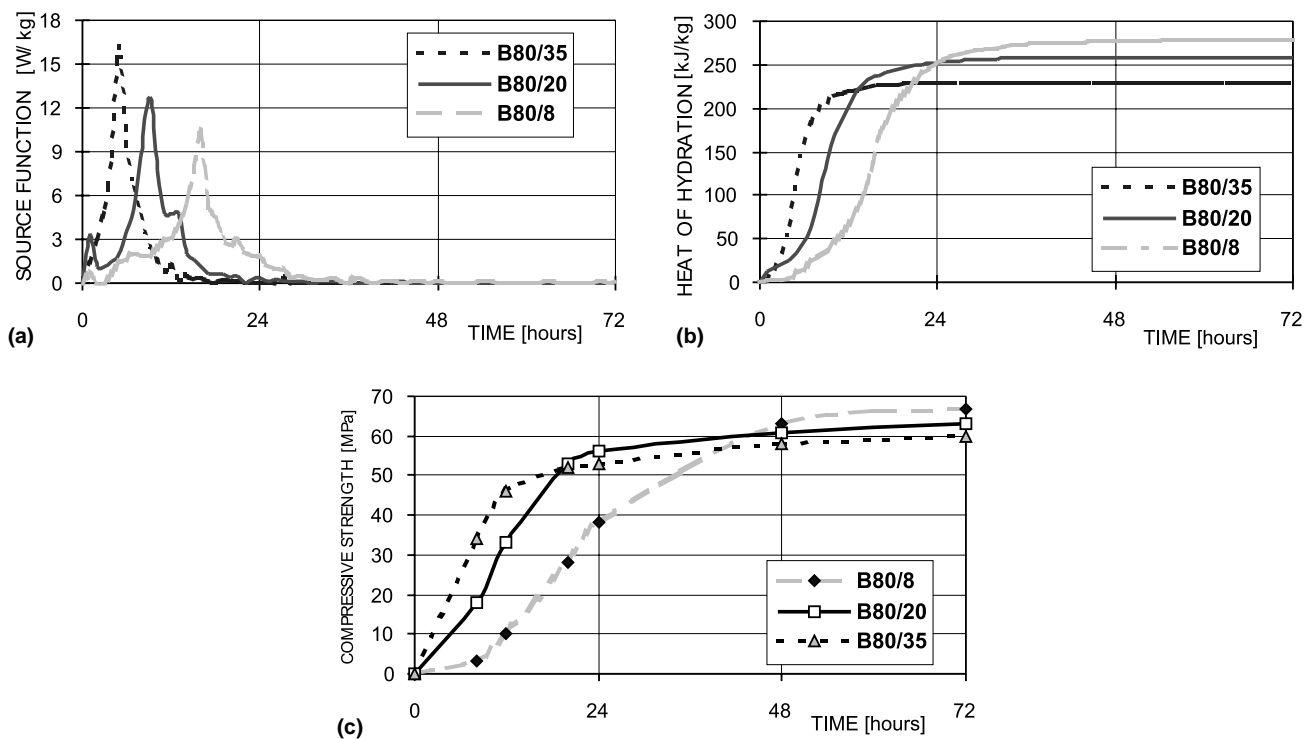 SOURCE FUNCTION [W/ kg]
18
15
12
9
6
3
0
0
24
48
72
TIME [hours]
B80/35
B80/20
B80/8
(a)
HEAT OF HYDRATION [kJ/kg]
300
250
200
150
100
50
0
0
24
48
72
TIME [hours]
B80/35
B80/20
B80/8
(b)
COMPRESSIVE STRENGTH [MPa]
70
60
50
40
30
20
10
0
0
24
48
72
TIME [hours]
B80/8
B80/20
B80/35
(c)